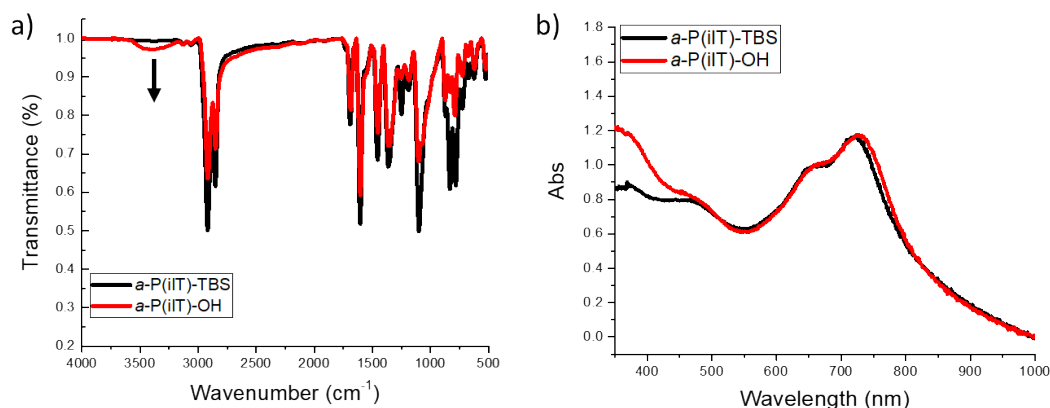 a)
Transmittance (%)
1.0
0.9
0.8
0.7
0.6
0.5
0.4
0.3
0.2
a-P(iIT)-TBS
a-P(iIT)-OH
4000 3500 3000 2500 2000 1500 1000 500
Wavenumber (cm⁻¹)
b)
a-P(iIT)-TBS
a-P(iIT)-OH
Abs
1.8
1.6
1.4
1.2
1.0
0.8
0.6
0.4
0.2
0.0
400 500 600 700 800 900 1000
Wavelength (nm)